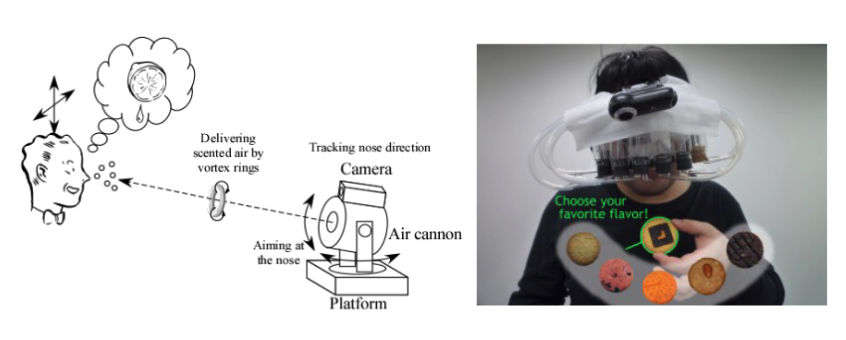 Delivering
scented air by
vortex rings
Tracking nose direction
Camera
Air cannon
Aiming at
the nose
Platform
Choose your
favorite flavor!